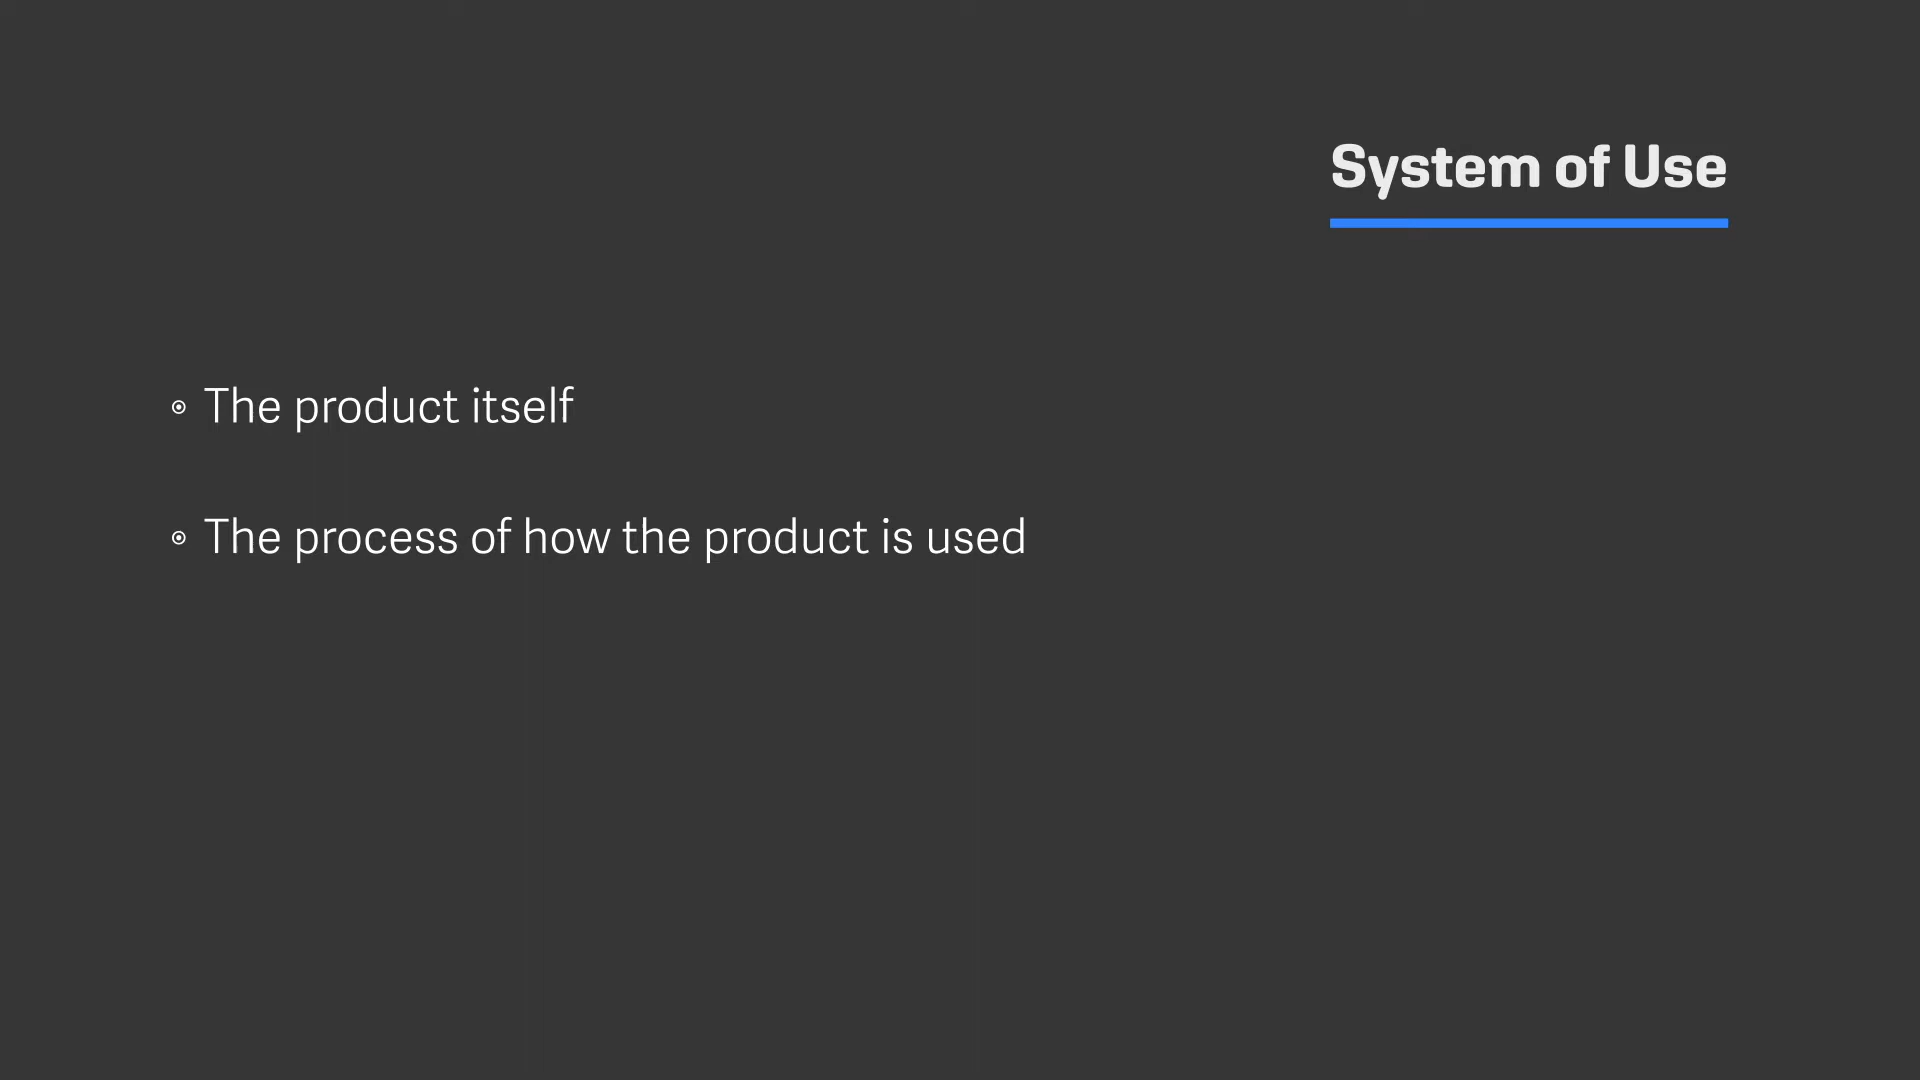 System of Use
The product itself
The process of how the product is used